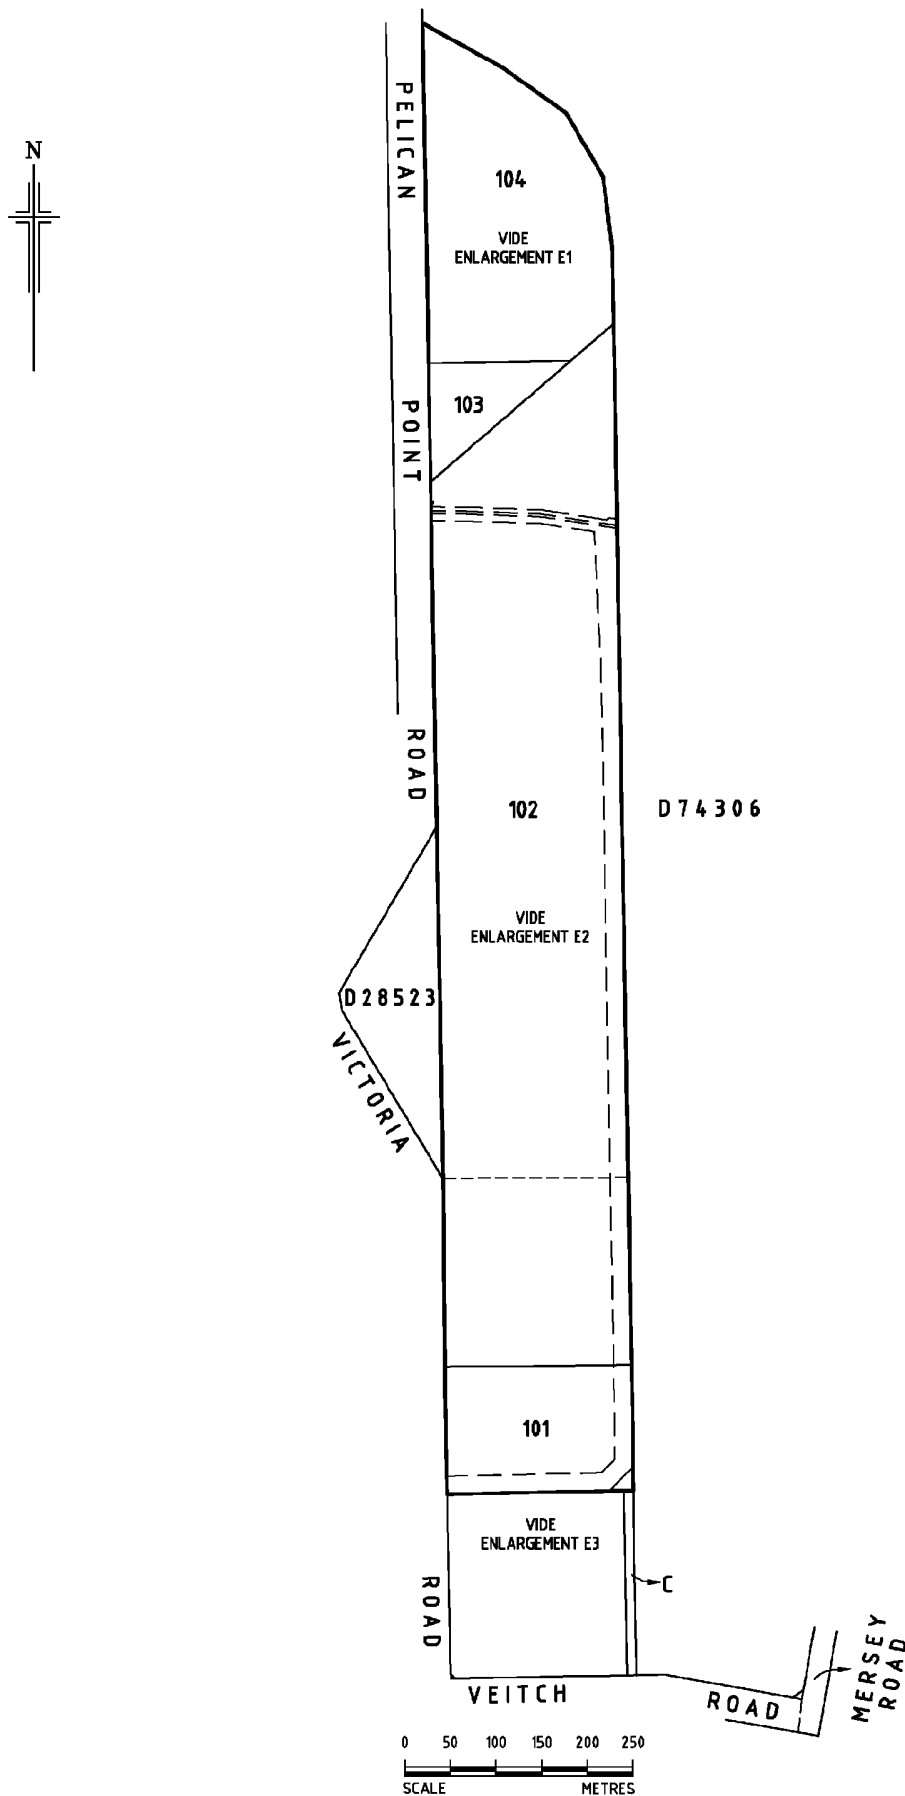 N
PELICAN
POINT
ROAD
104
VIDE
ENLARGEMENT E1
103
102
D74306
VIDE
ENLARGEMENT E2
D28523
VICTORIA
101
VIDE
ENLARGEMENT E3
ROAD
C
VEITCH
ROAD
MERSEY
ROAD
0 50 100 150 200 250
SCALE METRES